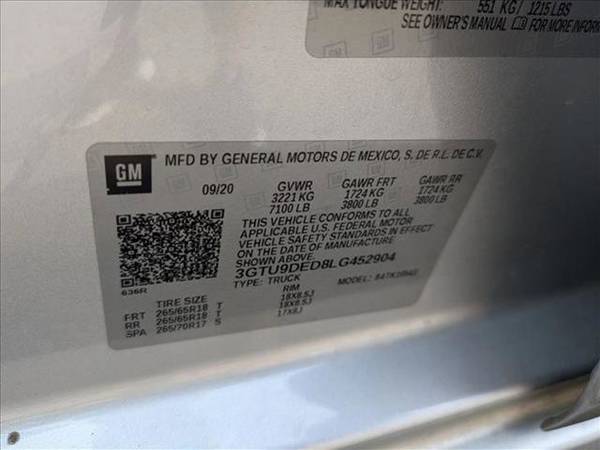 MAX TONGUE WEIGHT: 551 KG / 1215 LBS
SEE OWNER'S MANUAL FOR MORE INFORM
GM MFD BY GENERAL MOTORS DE MEXICO, S. DE R.L. DE C.V.
09/20 GVWR GAWR FRT GAWR RR
3221 KG 1724 KG 1724 KG
7100 LB 3800 LB 3800 LB
THIS VEHICLE CONFORMS TO ALL
APPLICABLE U.S. FEDERAL MOTOR
VEHICLE SAFETY STANDARDS IN EFFECT
ON THE DATE OF MANUFACTURE
3GTU9DED8LG452904
636R TYPE: TRUCK MODEL:
TIRE SIZE RIM
FRT 265/65R18 T 18X8.5J
RR 265/65R18 T 18X8.5J
SPA 265/70R17 S 17X8J